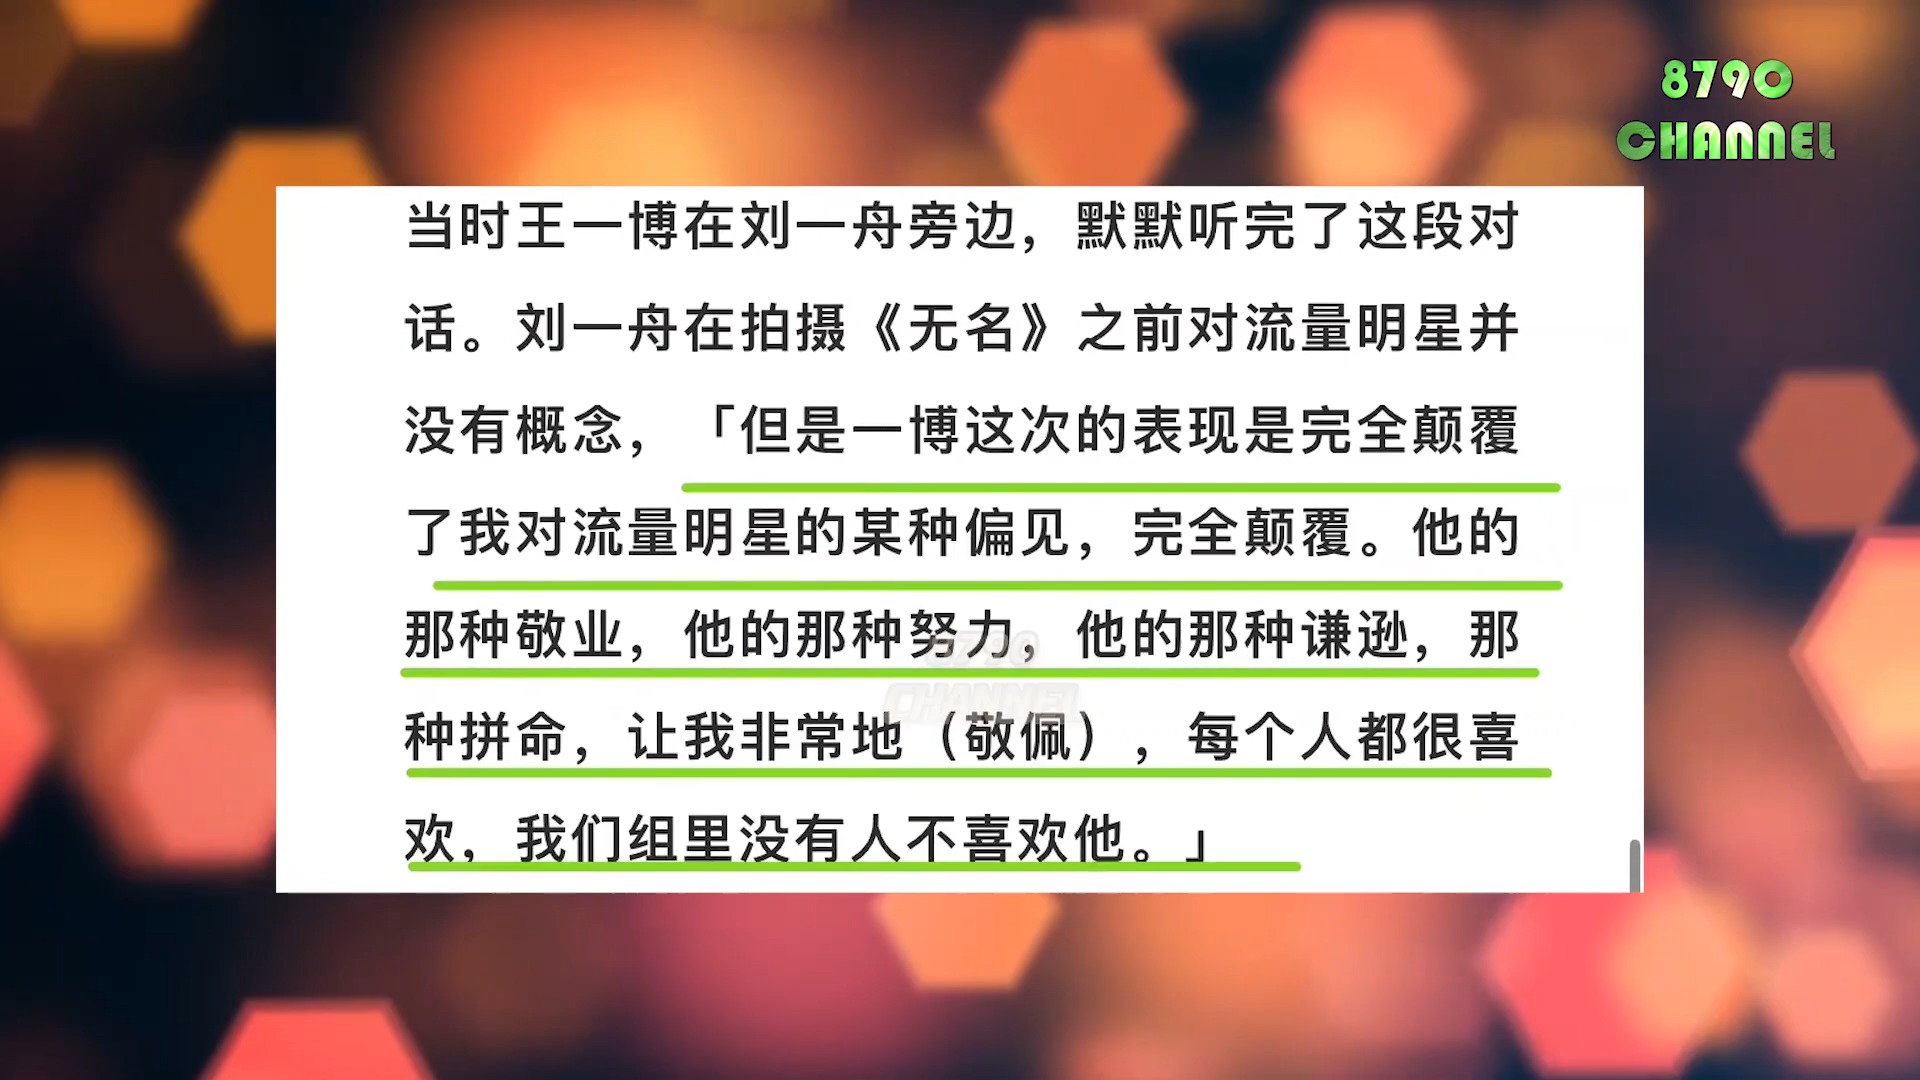 8790
CHANNEL
当时王一博在刘一舟旁边，默默听完了这段对
话。刘一舟在拍摄《无名》之前对流量明星并
没有概念，「但是一博这次的表现是完全颠覆
了我对流量明星的某种偏见，完全颠覆。他的
那种敬业，他的那种努力，他的那种谦逊，那
种拼命，让我非常地（敬佩），每个人都很喜
欢，我们组里没有人不喜欢他。」
8790
CHANNEL